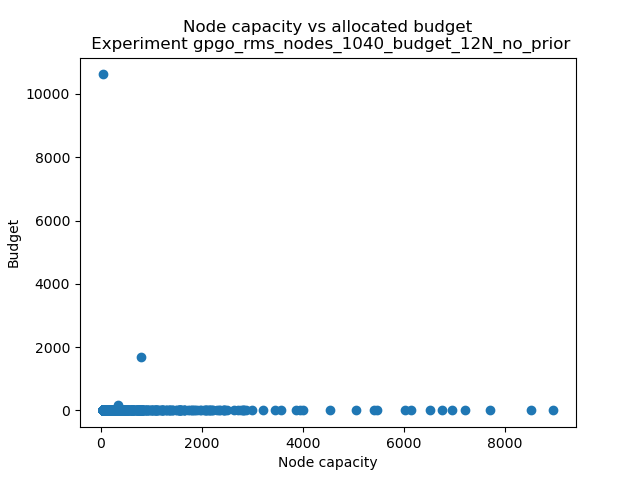 Node capacity vs allocated budget
Experiment gpgo_rms_nodes_1040_budget_12N_no_prior
10000
8000
6000
4000
2000
0
Budget
0 2000 4000 6000 8000
Node capacity